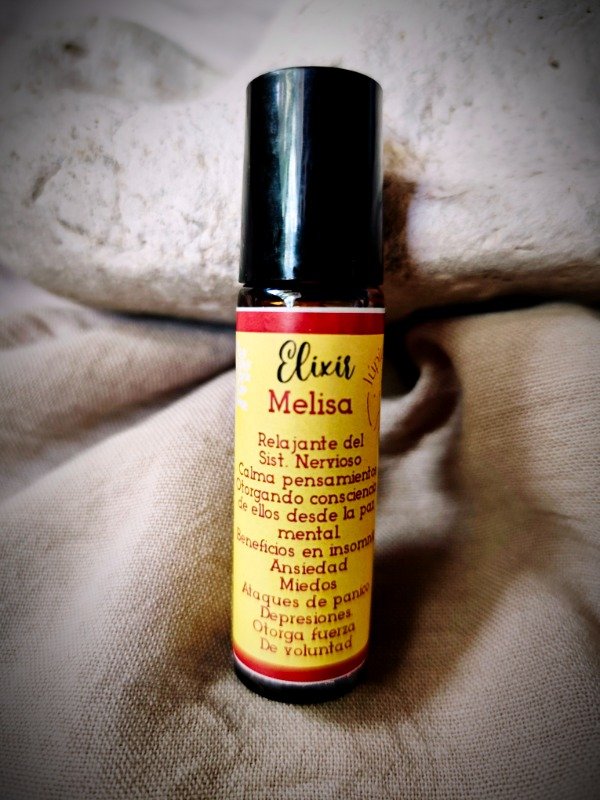 Elixir
Melisa
Relajante del
Sist. Nervioso
Calma pensamientos
Otorgando consciencia
de ellos desde la paz
mental
Beneficios en
Ansiedad
Miedos
Ataques de panico
Depresiones.
Otorga fuerza
De voluntad